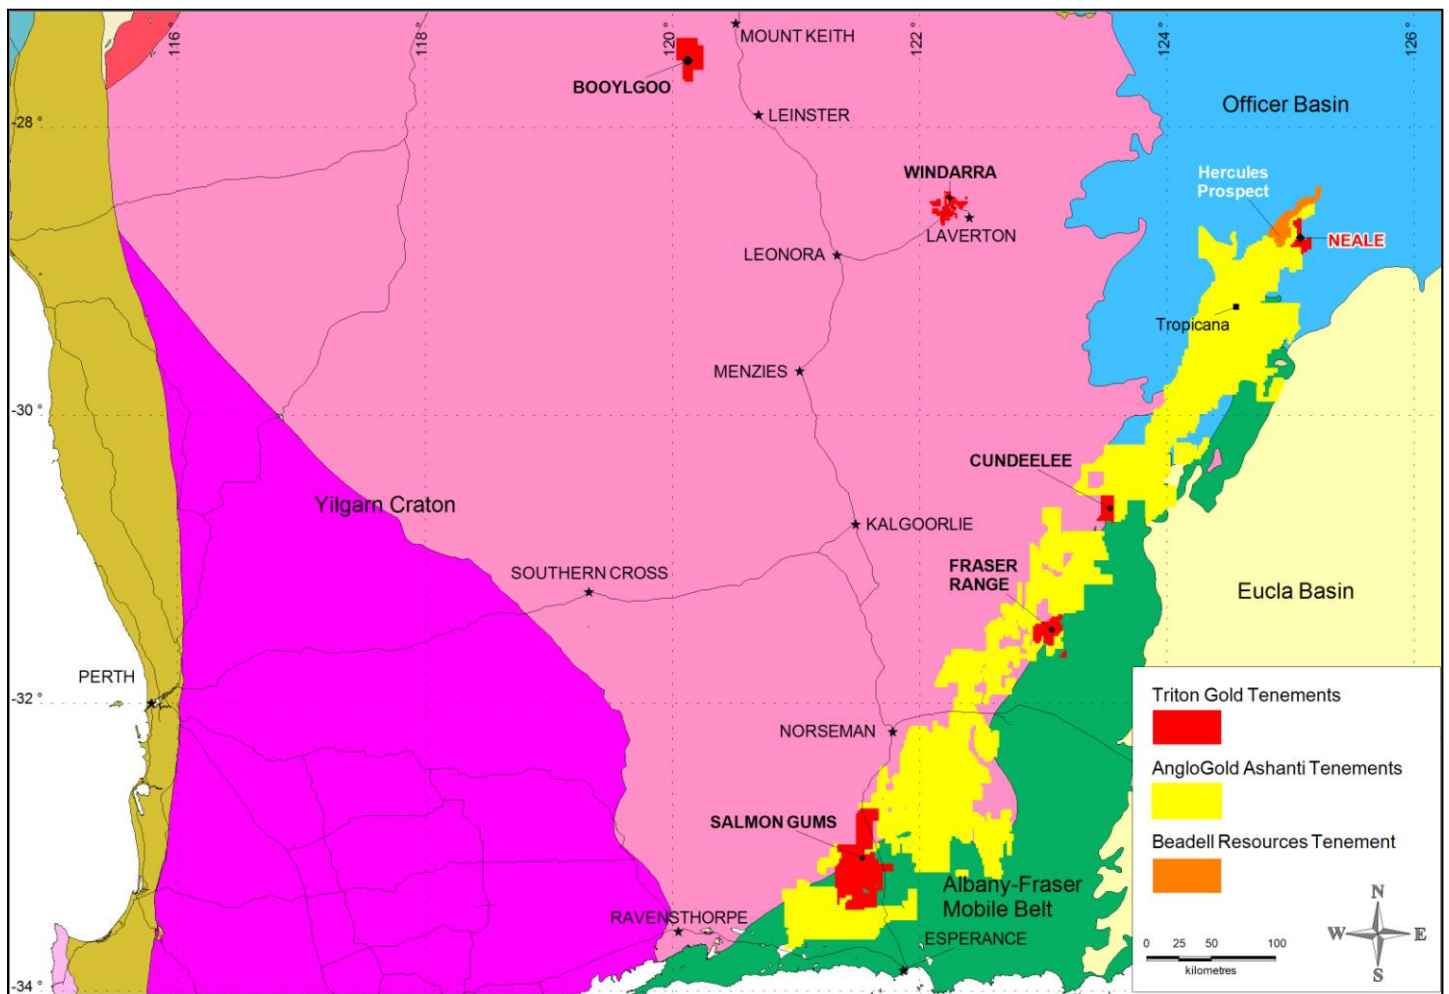 116°
118°
120°
122°
124°
126°
MOUNT KEITH
BOOYLGOO
LEINSTER
Officer Basin
-28°
WINDARRA
Hercules
Prospect
LAVERTON
NEALE
LEONORA
Tropicana
MENZIES
-30°
CUNDEELEE
Yilgarn Craton
KALGOORLIE
FRASER
RANGE
SOUTHERN CROSS
Eucla Basin
PERTH
-32°
NORSEMAN
SALMON GUMS
Albany-Fraser
Mobile Belt
RAVENSTHORPE
ESPERANCE
-34°
Triton Gold Tenements
AngloGold Ashanti Tenements
Beadell Resources Tenement
N
W
E
S
0 25 50 100
kilometres